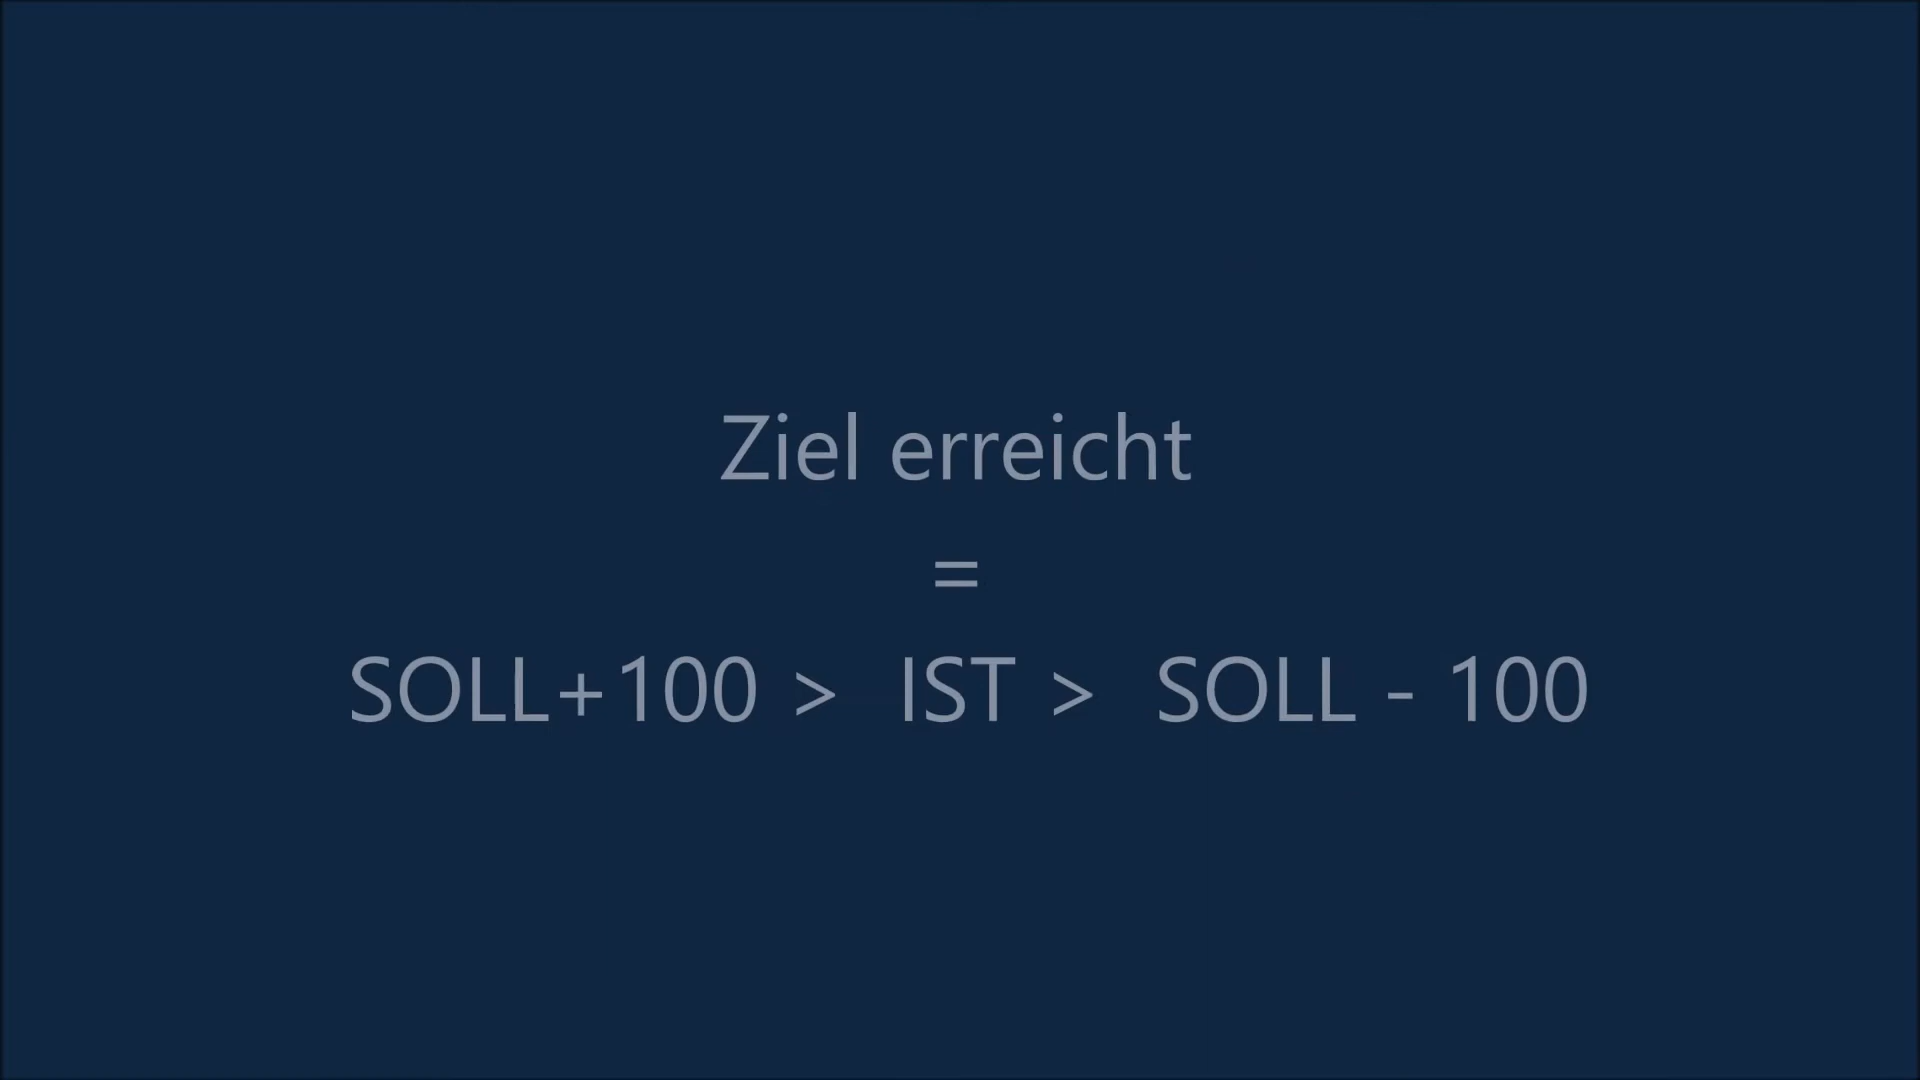 Ziel erreicht
=
SOLL+100 > IST > SOLL - 100